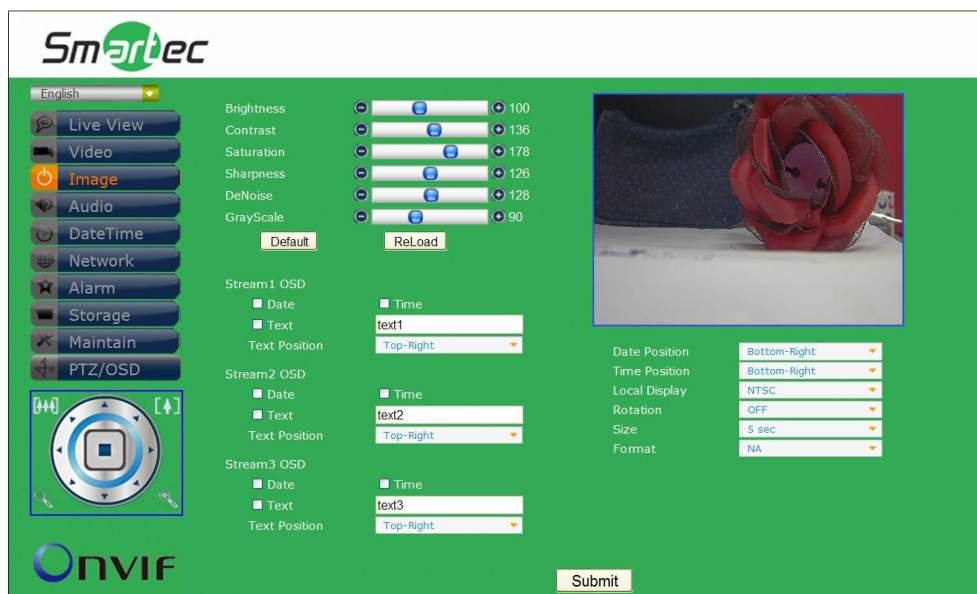 Smartec
English
Live View
Video
Image
Audio
DateTime
Network
Alarm
Storage
Maintain
PTZ/OSD
Onvif
Brightness 100
Contrast 136
Saturation 178
Sharpness 126
DeNoise 128
GrayScale 90
Default ReLoad
Stream1 OSD
Date Time
Text text1
Text Position Top-Right
Stream2 OSD
Date Time
Text text2
Text Position Top-Right
Stream3 OSD
Date Time
Text text3
Text Position Top-Right
Date Position Bottom-Right
Time Position Bottom-Right
Local Display NTSC
Rotation OFF
Size 5 sec
Format NA
Submit